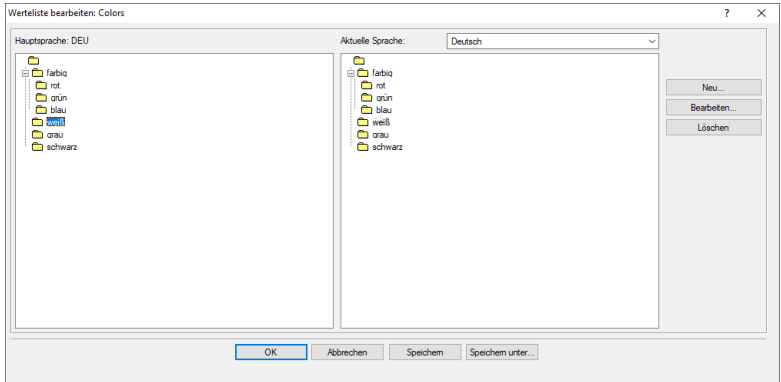 Werteliste bearbeiten: Colors
Hauptsprache: DEU
Aktuelle Sprache: Deutsch
farbig
rot
grün
blau
weiß
grau
schwarz
farbig
rot
grün
blau
weiß
grau
schwarz
Neu...
Bearbeiten...
Löschen
OK Abbrechen Speichern Speichern unter...